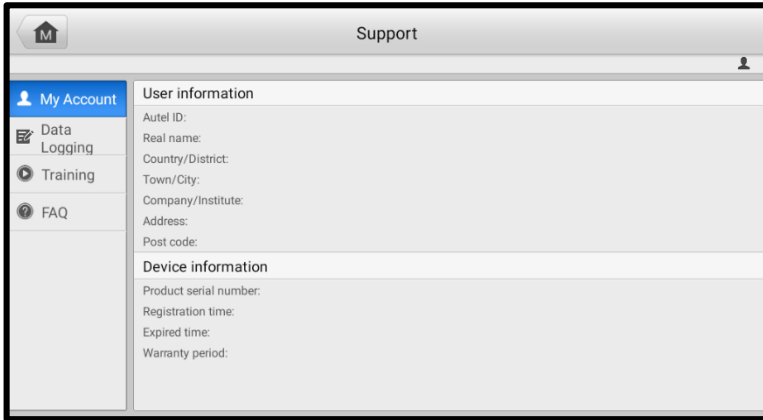 M
Support
My Account
Data
Logging
Training
FAQ
User information
Autel ID:
Real name:
Country/District:
Town/City:
Company/Institute:
Address:
Post code:
Device information
Product serial number:
Registration time:
Expired time:
Warranty period: